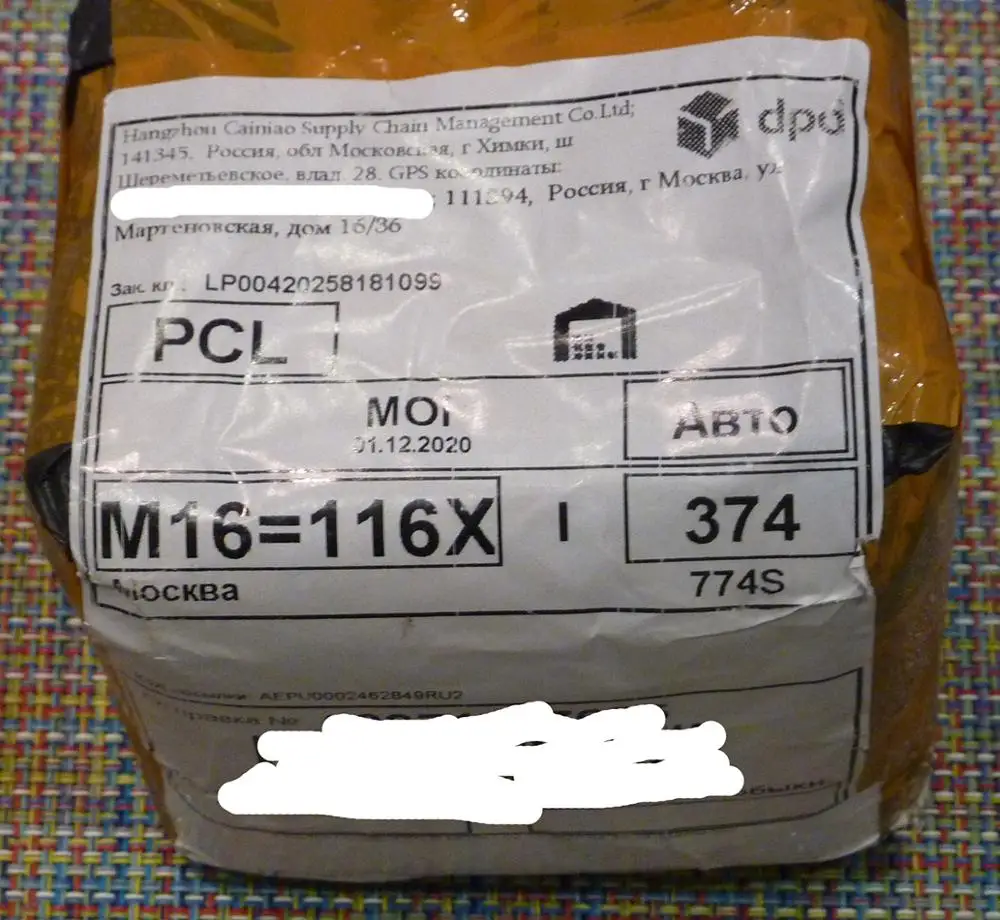 Hangzhou Cainiao Supply Chain Management Co.Ltd;
dpd
141345, Россия, обл Московская, г Химки, ш
Шереметьевское, влад. 28. GPS координаты:
; 111394, Россия, г Москва, ул
Мартеновская, дом 16/36
Зак. кл.: LP00420258181099
PCL
01.12.2020
Авто
M16=116X
I
374
Москва
774S
AEPU0002462849RU2
№